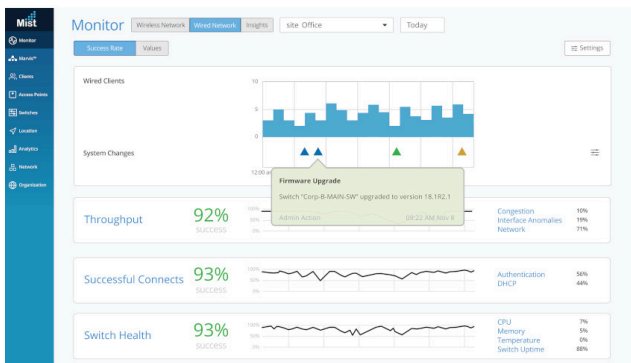 Mist
Monitor
Wireless Network Wired Network Insights
site Office
Today
Monitor
Marvis™
Clients
Access Points
Switches
Location
Analytics
Network
Organization
Success Rate Values
Settings
Wired Clients
10
5
0
System Changes
12:00 am
Firmware Upgrade
Switch "Corp-B-MAIN-SW" upgraded to version 18.1R2.1
Admin Action 09:22 AM Nov 8
Throughput
92%
success
100%
50%
0%
Congestion 10%
Interface Anomalies 19%
Network 71%
Successful Connects
93%
success
100%
50%
0%
Authentication 56%
DHCP 44%
Switch Health
93%
success
100%
50%
0%
CPU 7%
Memory 5%
Temperature 0%
Switch Uptime 88%